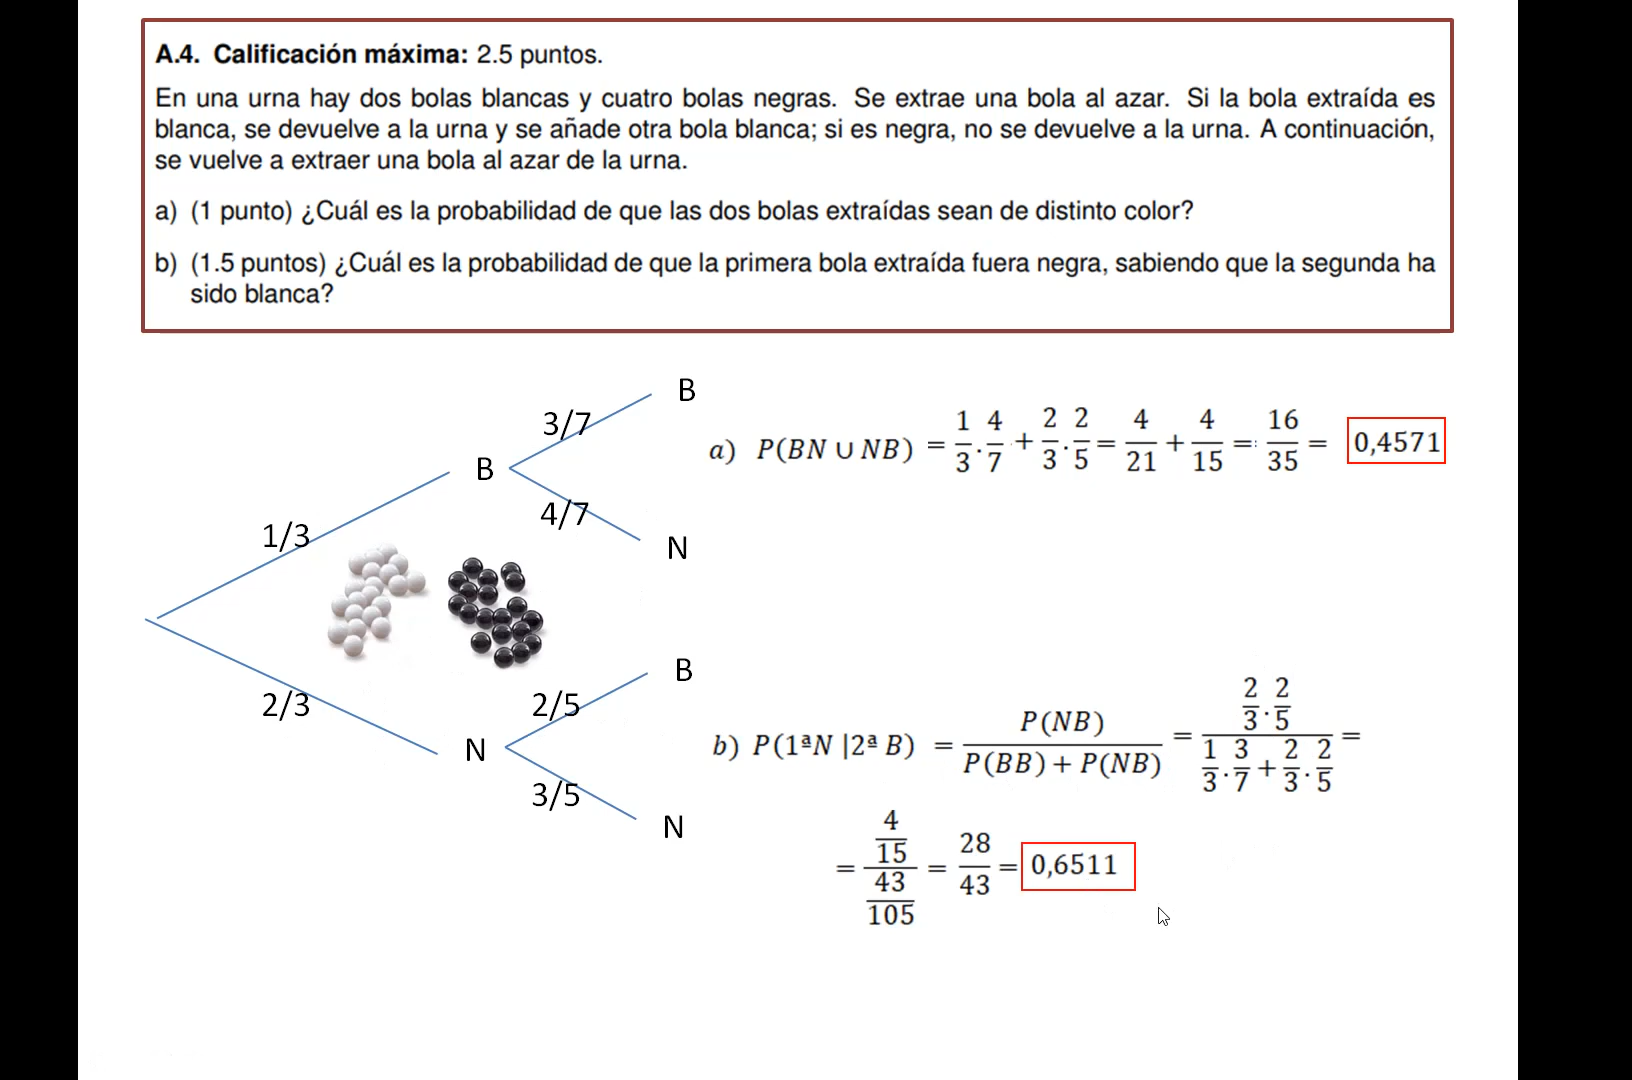 A.4. Calificación máxima: 2.5 puntos.
En una urna hay dos bolas blancas y cuatro bolas negras. Se extrae una bola al azar. Si la bola extraída es
blanca, se devuelve a la urna y se añade otra bola blanca; si es negra, no se devuelve a la urna. A continuación,
se vuelve a extraer una bola al azar de la urna.
a) (1 punto) ¿Cuál es la probabilidad de que las dos bolas extraídas sean de distinto color?
b) (1.5 puntos) ¿Cuál es la probabilidad de que la primera bola extraída fuera negra, sabiendo que la segunda ha
sido blanca?
B
3/7
B
4/7
N
1/3
2/3
B
2/5
N
3/5
N
a) P(BN ∪ NB) = 1/3 · 4/7 + 2/3 · 2/5 = 4/21 + 4/15 = 16/35 = 0,4571
b) P(1ªN |2ª B) = P(NB) / P(BB) + P(NB) = 2/3 · 2/5 / 1/3 · 3/7 + 2/3 · 2/5 =
= 4/15 / 43/105 = 28/43 = 0,6511